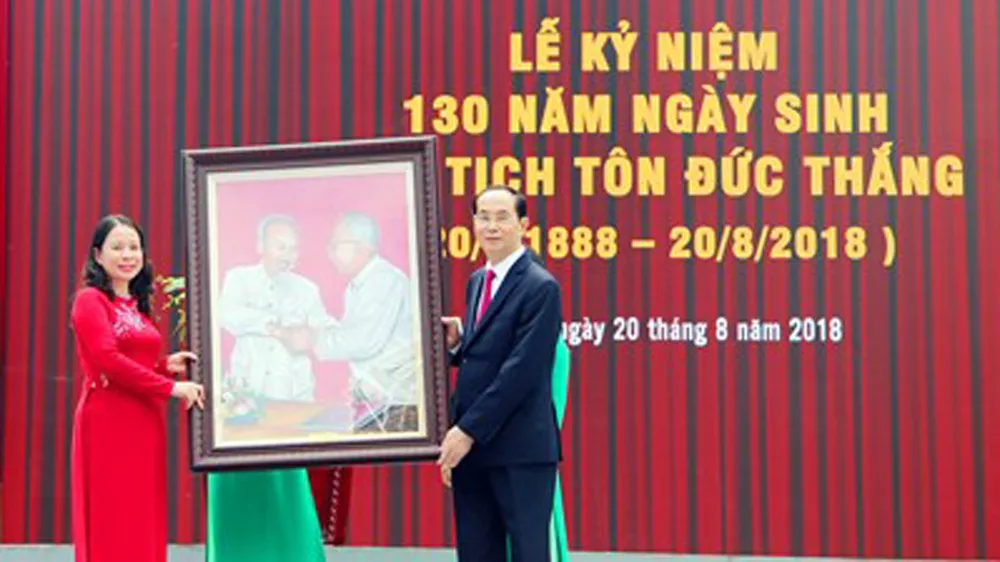 LỄ KỶ NIỆM
130 NĂM NGÀY SINH
TỊCH TÔN ĐỨC THẮNG
20/ 1888 – 20/8/2018 )
ngày 20 tháng 8 năm 2018